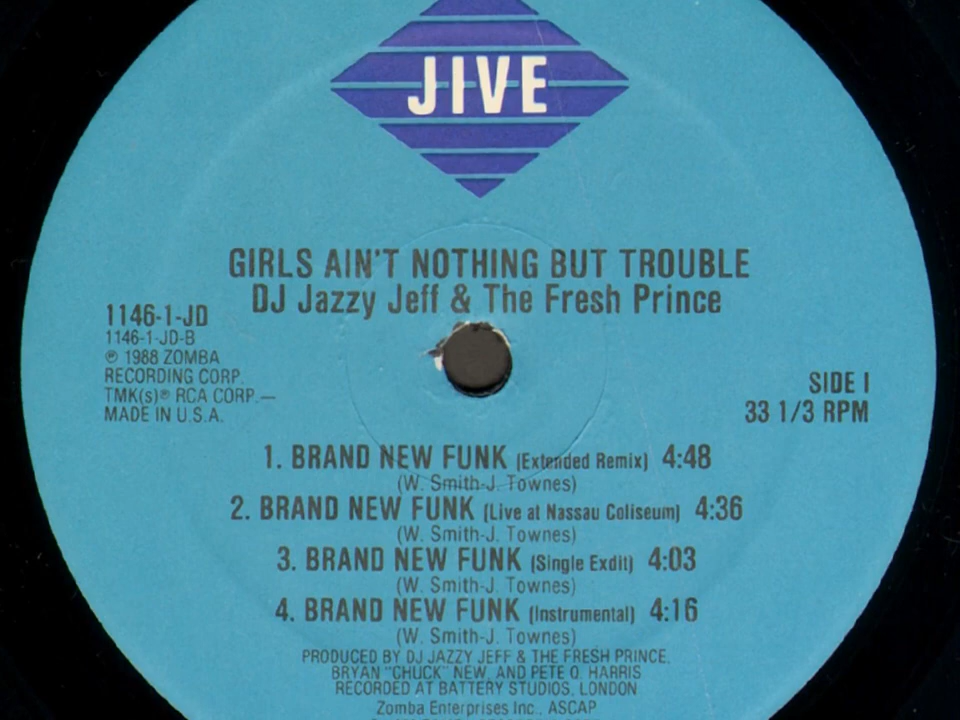 JIVE
GIRLS AIN'T NOTHING BUT TROUBLE
DJ Jazzy Jeff & The Fresh Prince
1146-1-JD
1146-1-JD-B
℗ 1988 ZOMBA
RECORDING CORP.
TMK(s)® RCA CORP.—
MADE IN U.S.A.
SIDE I
33 1/3 RPM
1. BRAND NEW FUNK (Extended Remix) 4:48
(W. Smith-J. Townes)
2. BRAND NEW FUNK (Live at Nassau Coliseum) 4:36
(W. Smith-J. Townes)
3. BRAND NEW FUNK (Single Exdit) 4:03
(W. Smith-J. Townes)
4. BRAND NEW FUNK (Instrumental) 4:16
(W. Smith-J. Townes)
PRODUCED BY DJ JAZZY JEFF & THE FRESH PRINCE,
BRYAN "CHUCK" NEW, AND PETE Q. HARRIS
RECORDED AT BATTERY STUDIOS, LONDON
Zomba Enterprises Inc., ASCAP